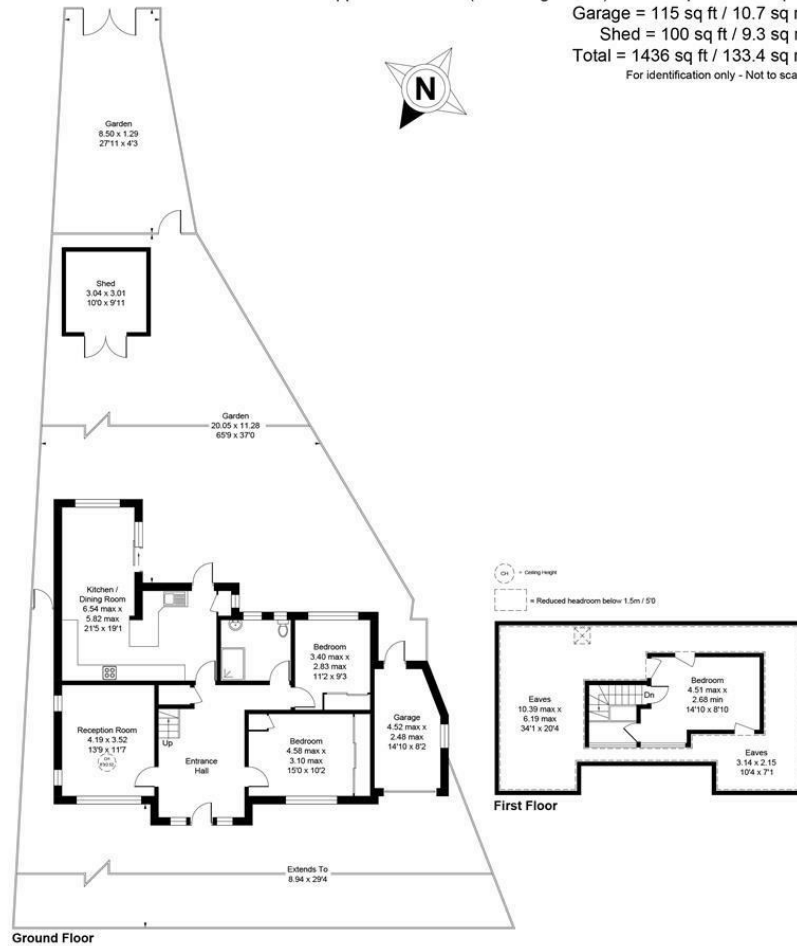 Garage = 115 sq ft / 10.7 sq
Shed = 100 sq ft / 9.3 sq
Total = 1436 sq ft / 133.4 sq
For identification only - Not to
N
Garden
8.50 x 1.29
27'11 x 4'3
Shed
3.04 x 3.01
10'0 x 9'11
Garden
20.05 x 11.28
65'9 x 37'0
Kitchen /
Dining Room
6.54 max x
5.82 max
21'5 x 19'1
Bedroom
3.40 max x
2.83 max
11'2 x 9'3
Reception Room
4.19 x 3.52
13'9 x 11'7
CH
Up
Entrance
Hall
Bedroom
4.58 max x
3.10 max
15'0 x 10'2
Garage
4.52 max x
2.48 max
14'10 x 8'2
Extends To
8.94 x 29'4
Ground Floor
CH = Ceiling Height
= Reduced headroom below 1.5m / 5'0
Eaves
10.39 max x
6.19 max
34'1 x 20'4
Dn
Bedroom
4.51 max x
2.68 min
14'10 x 8'10
Eaves
3.14 x 2.15
10'4 x 7'1
First Floor